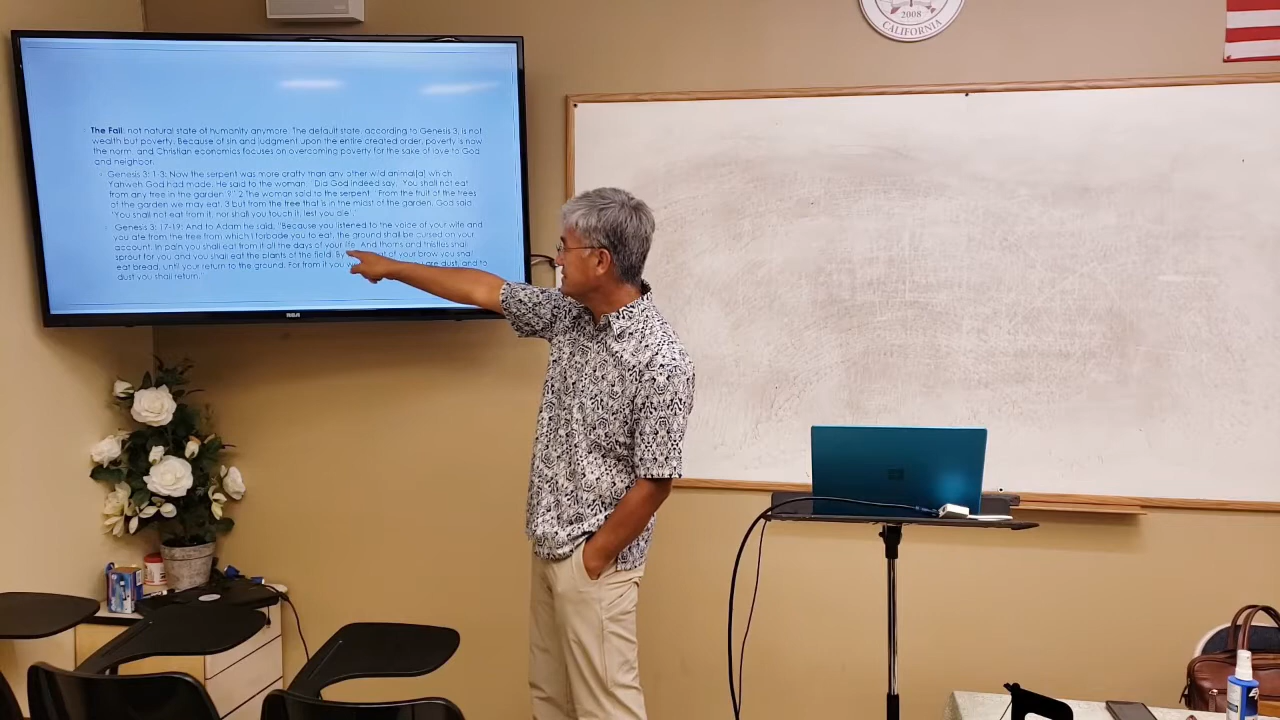 2008
CALIFORNIA
The Fall: not natural state of humanity anymore. The default state, according to Genesis 3, is not
wealth but poverty. Because of sin and judgment upon the entire created order, poverty is now
the norm, and Christian economics focuses on overcoming poverty for the sake of love to God
and neighbor.
Genesis 3: 1-3: Now the serpent was more crafty than any other wild animal[a] which
Yahweh God had made. He said to the woman, "Did God indeed say, 'You shall not eat
from any tree in the garden'?" 2 The woman said to the serpent, "From the fruit of the trees
of the garden we may eat, 3 but from the tree that is in the midst of the garden, God said,
'You shall not eat from it, nor shall you touch it, lest you die'."
Genesis 3: 17-19: And to Adam he said, "Because you listened to the voice of your wife and
you ate from the tree from which I forbade you to eat, the ground shall be cursed on your
account. In pain you shall eat from it all the days of your life. And thorns and thistles shall
sprout for you and you shall eat the plants of the field. By of your brow you shall
eat bread, until your return to the ground. For from it you are dust, and to
dust you shall return."
RCA